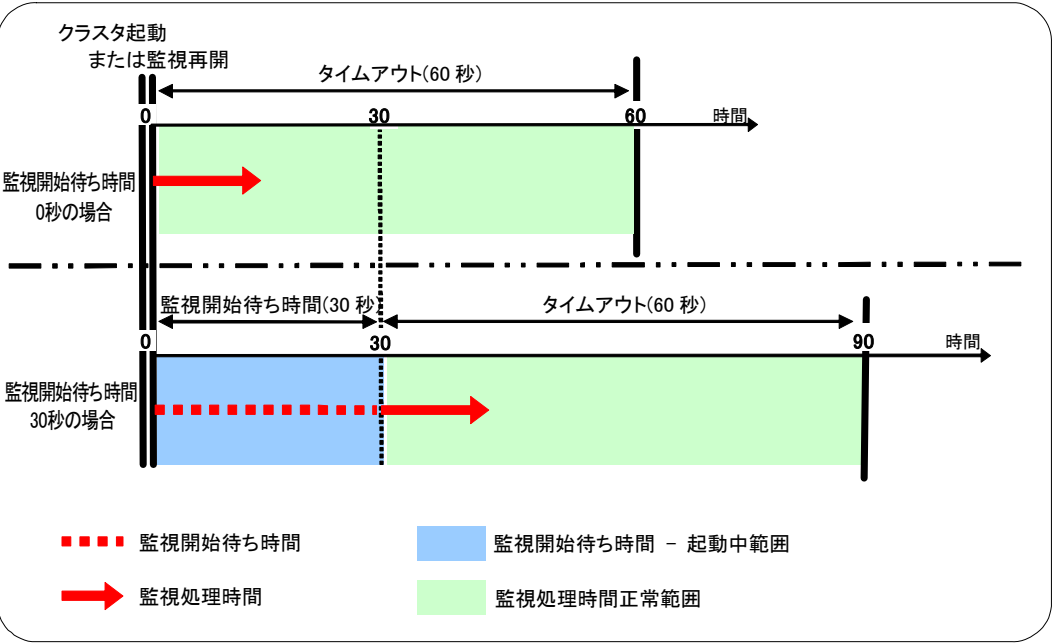 クラスタ起動
または監視再開
タイムアウト(60 秒)
0
30
60
時間
監視開始待ち時間
0秒の場合
監視開始待ち時間(30 秒)
タイムアウト(60 秒)
0
30
90
時間
監視開始待ち時間
30秒の場合
監視開始待ち時間
監視開始待ち時間 － 起動中範囲
監視処理時間
監視処理時間正常範囲